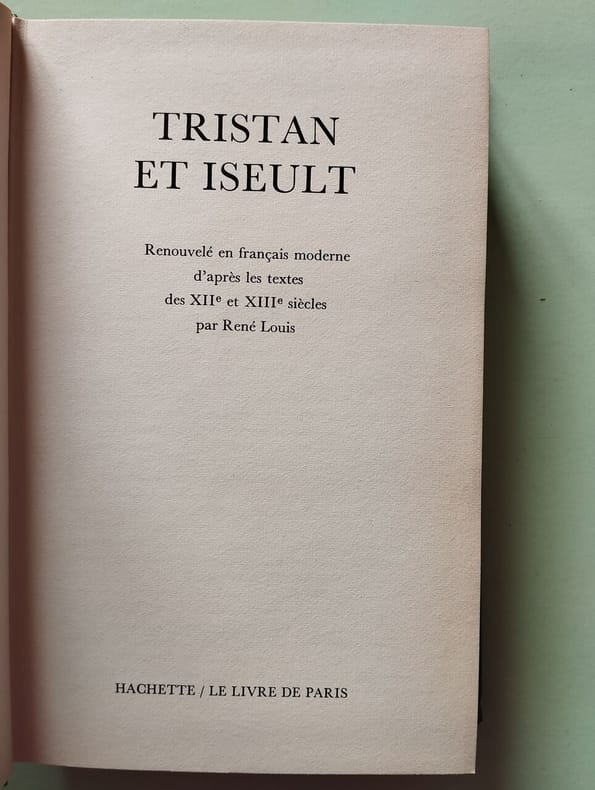 TRISTAN
ET ISEULT
Renouvelé en français moderne
d'après les textes
des XIIᵉ et XIIIᵉ siècles
par René Louis
HACHETTE / LE LIVRE DE PARIS